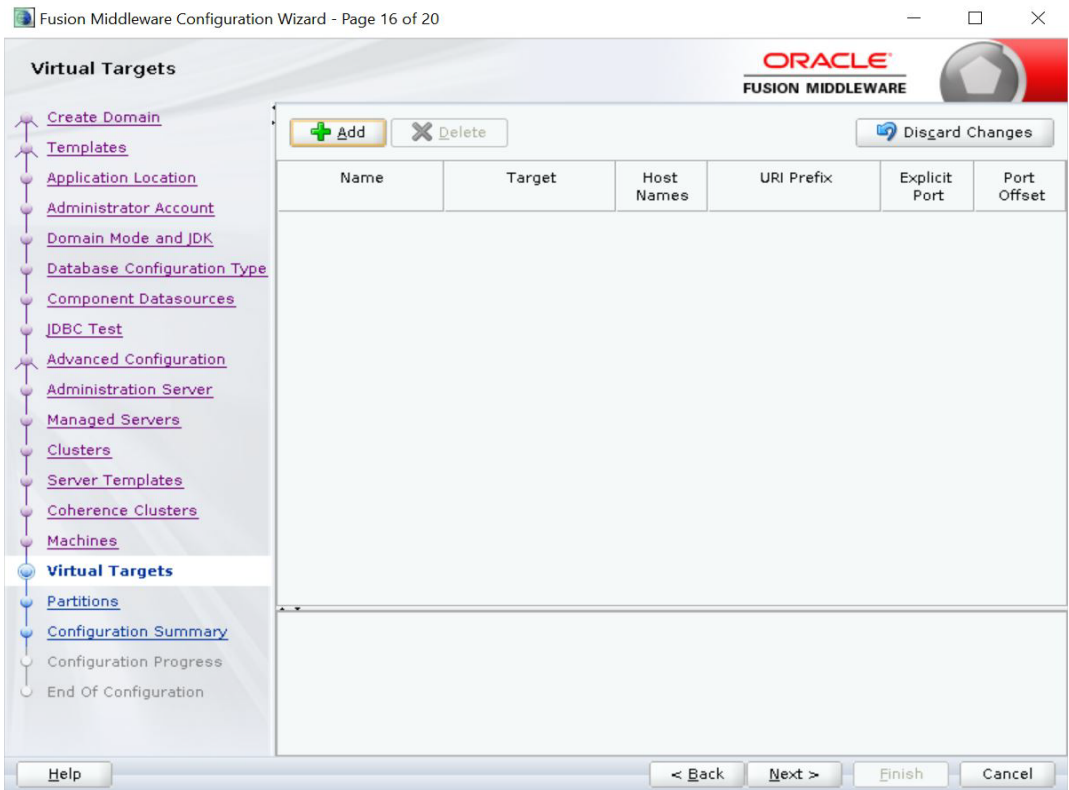 Fusion Middleware Configuration Wizard - Page 16 of 20
Virtual Targets
ORACLE
FUSION MIDDLEWARE
Create Domain
Templates
Application Location
Administrator Account
Domain Mode and JDK
Database Configuration Type
Component Datasources
JDBC Test
Advanced Configuration
Administration Server
Managed Servers
Clusters
Server Templates
Coherence Clusters
Machines
Virtual Targets
Partitions
Configuration Summary
Configuration Progress
End Of Configuration
Add
Delete
Discard Changes
Name
Target
Host
Names
URI Prefix
Explicit
Port
Port
Offset
Help
< Back
Next >
Finish
Cancel